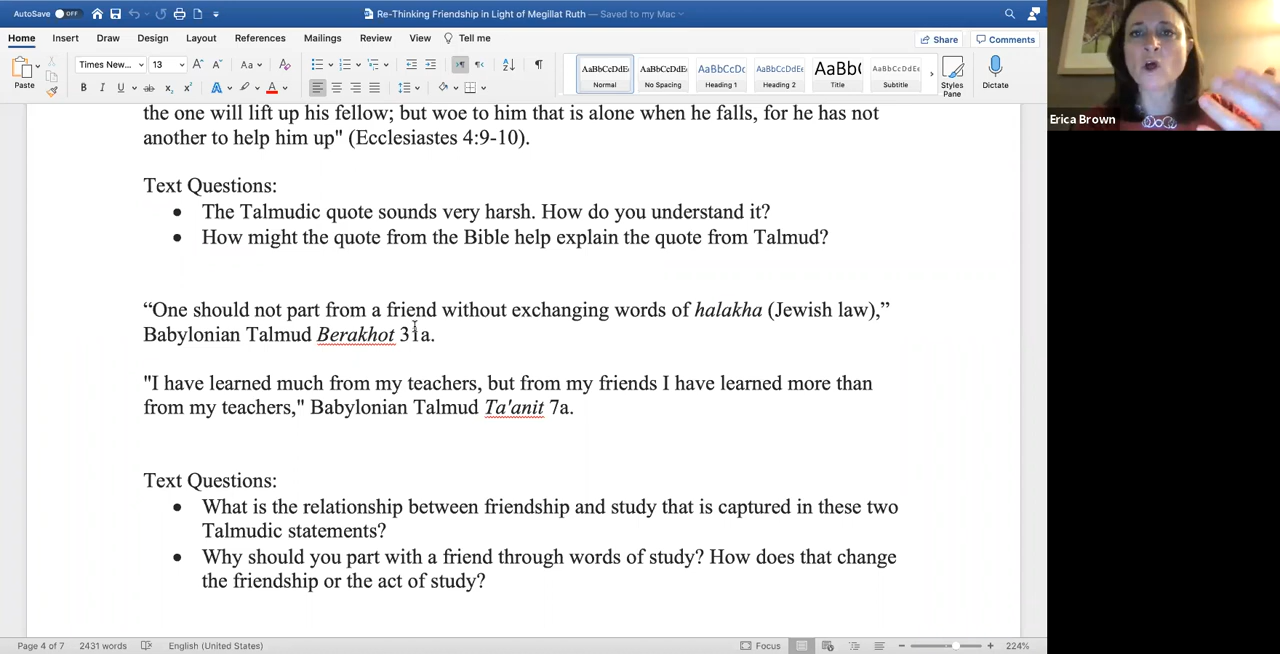 AutoSave OFF
Re-Thinking Friendship in Light of Megillat Ruth — Saved to my Mac
Home Insert Draw Design Layout References Mailings Review View Tell me
Share Comments
Paste
Times New... 13
AaBbCcDdEe AaBbCcDdEe AaBbCcDc AaBbCcDdEe AaBb( AaBbCcDdEe
Normal No Spacing Heading 1 Heading 2 Title Subtitle
Styles Pane
Dictate
the one will lift up his fellow; but woe to him that is alone when he falls, for he has not
another to help him up" (Ecclesiastes 4:9-10).
Text Questions:
• The Talmudic quote sounds very harsh. How do you understand it?
• How might the quote from the Bible help explain the quote from Talmud?
“One should not part from a friend without exchanging words of halakha (Jewish law),”
Babylonian Talmud Berakhot 31a.
"I have learned much from my teachers, but from my friends I have learned more than
from my teachers," Babylonian Talmud Ta'anit 7a.
Text Questions:
• What is the relationship between friendship and study that is captured in these two
Talmudic statements?
• Why should you part with a friend through words of study? How does that change
the friendship or the act of study?
Page 4 of 7 2431 words English (United States) Focus 224%
Erica Brown